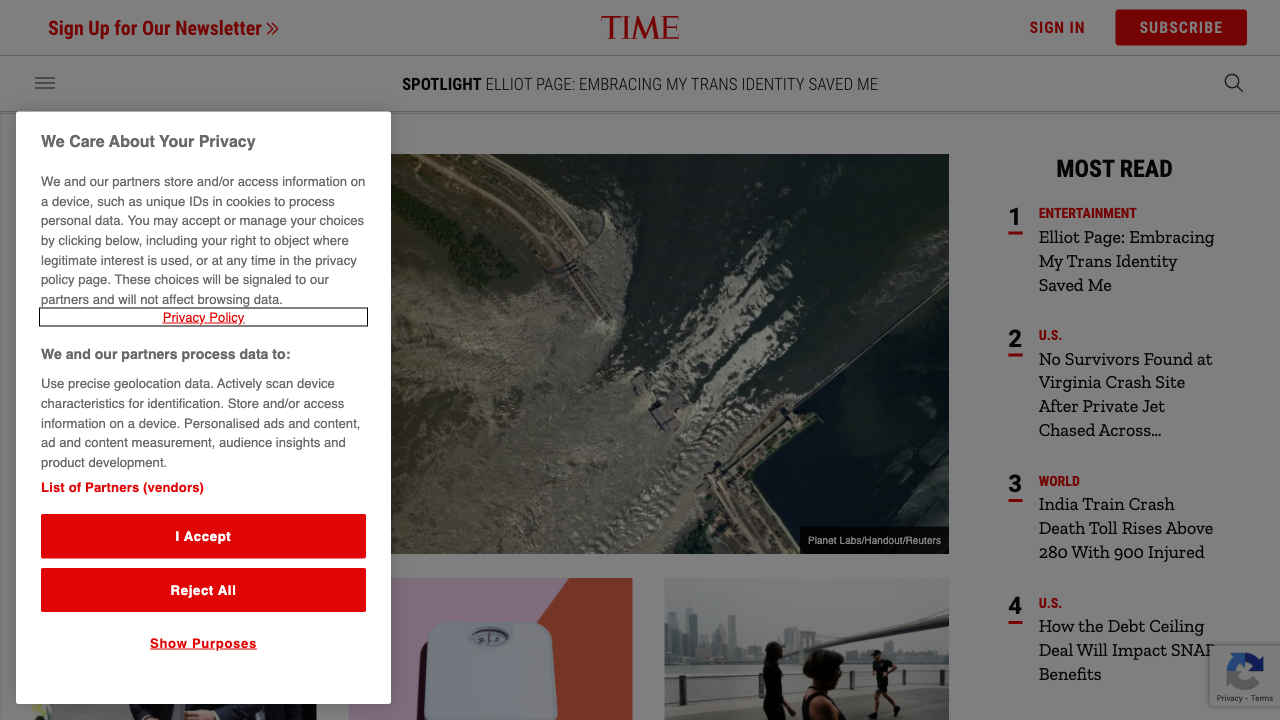 Sign Up for Our Newsletter
TIME
SIGN IN
SUBSCRIBE
SPOTLIGHT ELLIOT PAGE: EMBRACING MY TRANS IDENTITY SAVED ME
We Care About Your Privacy
We and our partners store and/or access information on
a device, such as unique IDs in cookies to process
personal data. You may accept or manage your choices
by clicking below, including your right to object where
legitimate interest is used, or at any time in the privacy
policy page. These choices will be signaled to our
partners and will not affect browsing data.
Privacy Policy
We and our partners process data to:
Use precise geolocation data. Actively scan device
characteristics for identification. Store and/or access
information on a device. Personalised ads and content,
ad and content measurement, audience insights and
product development.
List of Partners (vendors)
I Accept
Reject All
Show Purposes
Planet Labs/Handout/Reuters
MOST READ
1
ENTERTAINMENT
Elliot Page: Embracing
My Trans Identity
Saved Me
2
U.S.
No Survivors Found at
Virginia Crash Site
After Private Jet
Chased Across...
3
WORLD
India Train Crash
Death Toll Rises Above
280 With 900 Injured
4
U.S.
How the Debt Ceiling
Deal Will Impact SNAP
Benefits
Privacy - Terms